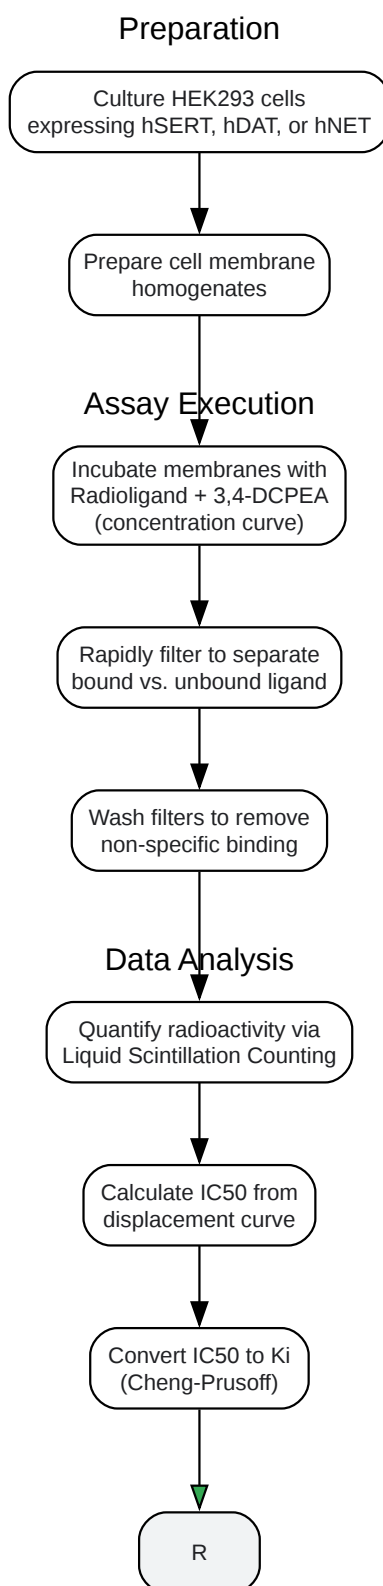 Preparation
Culture HEK293 cells
expressing hSERT, hDAT, or hNET
Prepare cell membrane
homogenates
Assay Execution
Incubate membranes with
Radioligand + 3,4-DCPEA
(concentration curve)
Rapidly filter to separate
bound vs. unbound ligand
Wash filters to remove
non-specific binding
Data Analysis
Quantify radioactivity via
Liquid Scintillation Counting
Calculate IC50 from
displacement curve
Convert IC50 to Ki
(Cheng-Prusoff)
R